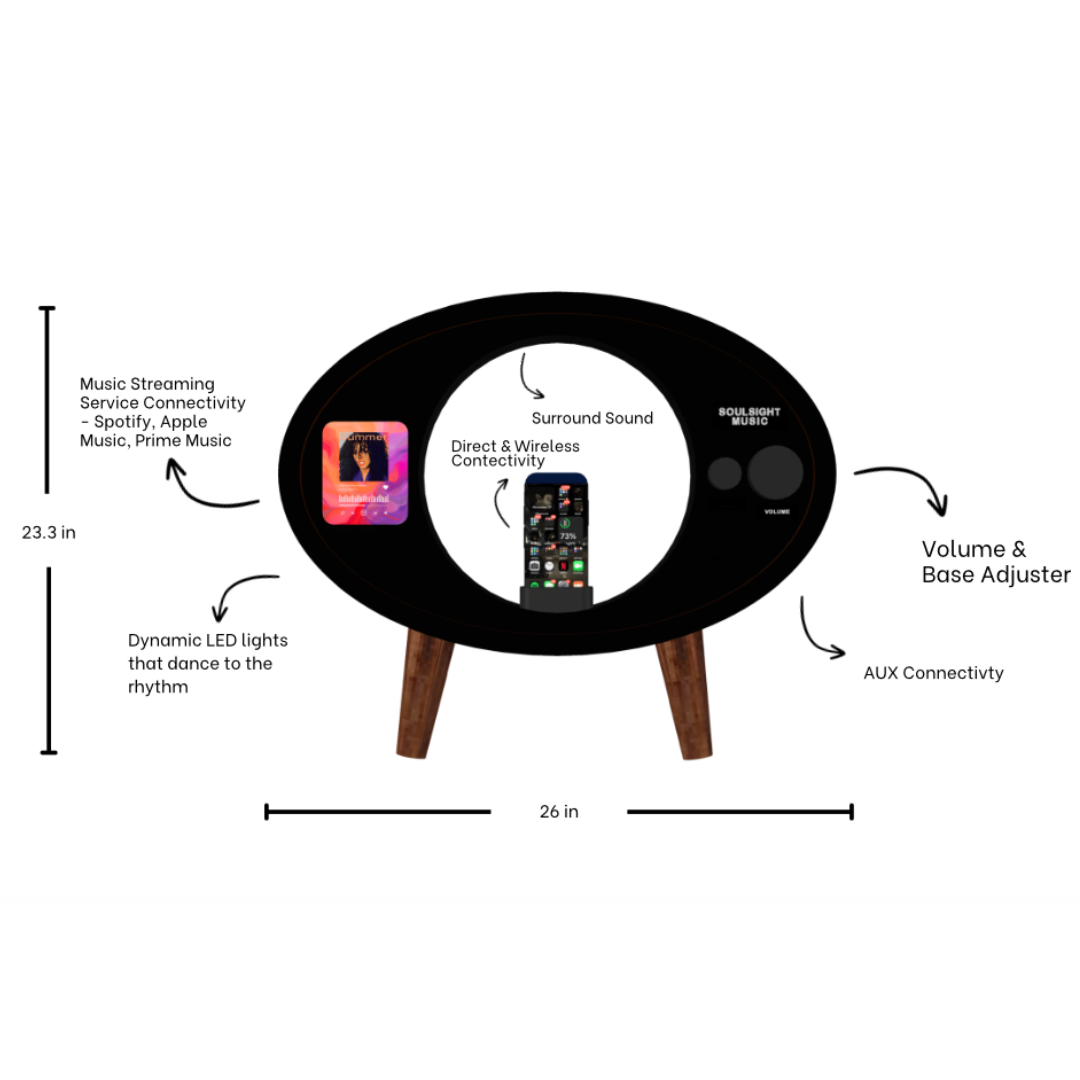 Music Streaming
Service Connectivity
- Spotify, Apple
Music, Prime Music
Surround Sound
Direct & Wireless
Contectivity
SOULSIGHT
MUSIC
VOLUME
73%
23.3 in
Volume &
Base Adjuster
Dynamic LED lights
that dance to the
rhythm
AUX Connectivty
26 in